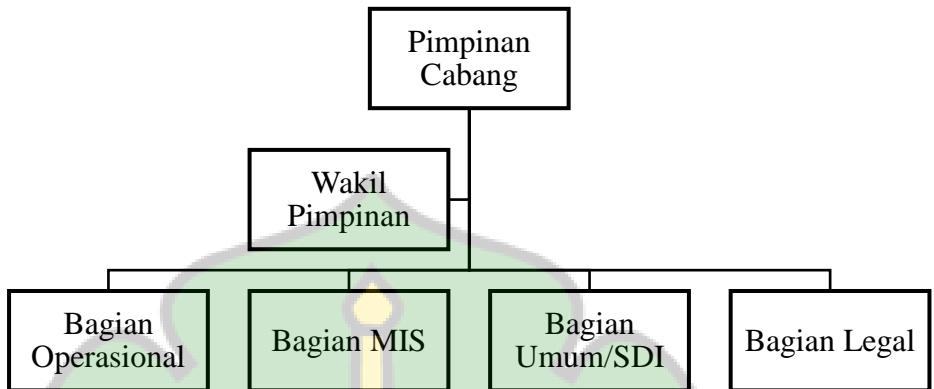 Pimpinan
Cabang
Wakil
Pimpinan
Bagian
Operasional
Bagian MIS
Bagian
Umum/SDI
Bagian Legal